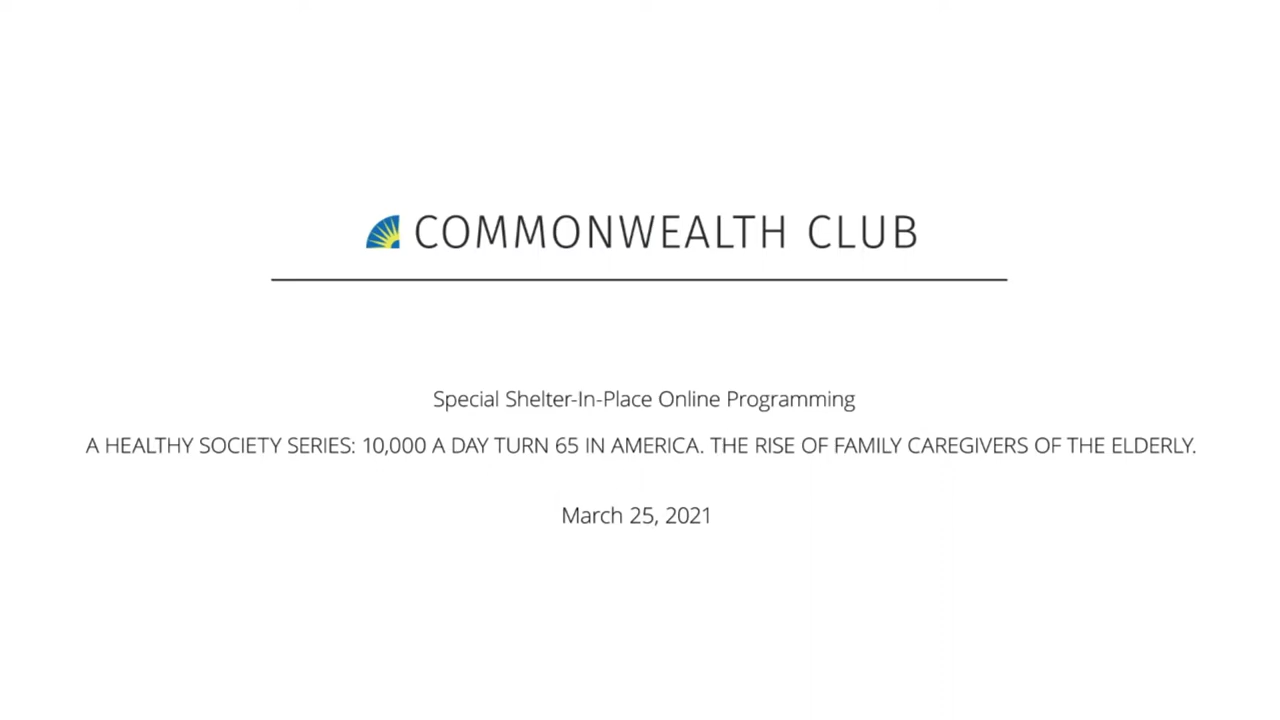 COMMONWEALTH CLUB
Special Shelter-In-Place Online Programming
A HEALTHY SOCIETY SERIES: 10,000 A DAY TURN 65 IN AMERICA. THE RISE OF FAMILY CAREGIVERS OF THE ELDERLY.
March 25, 2021